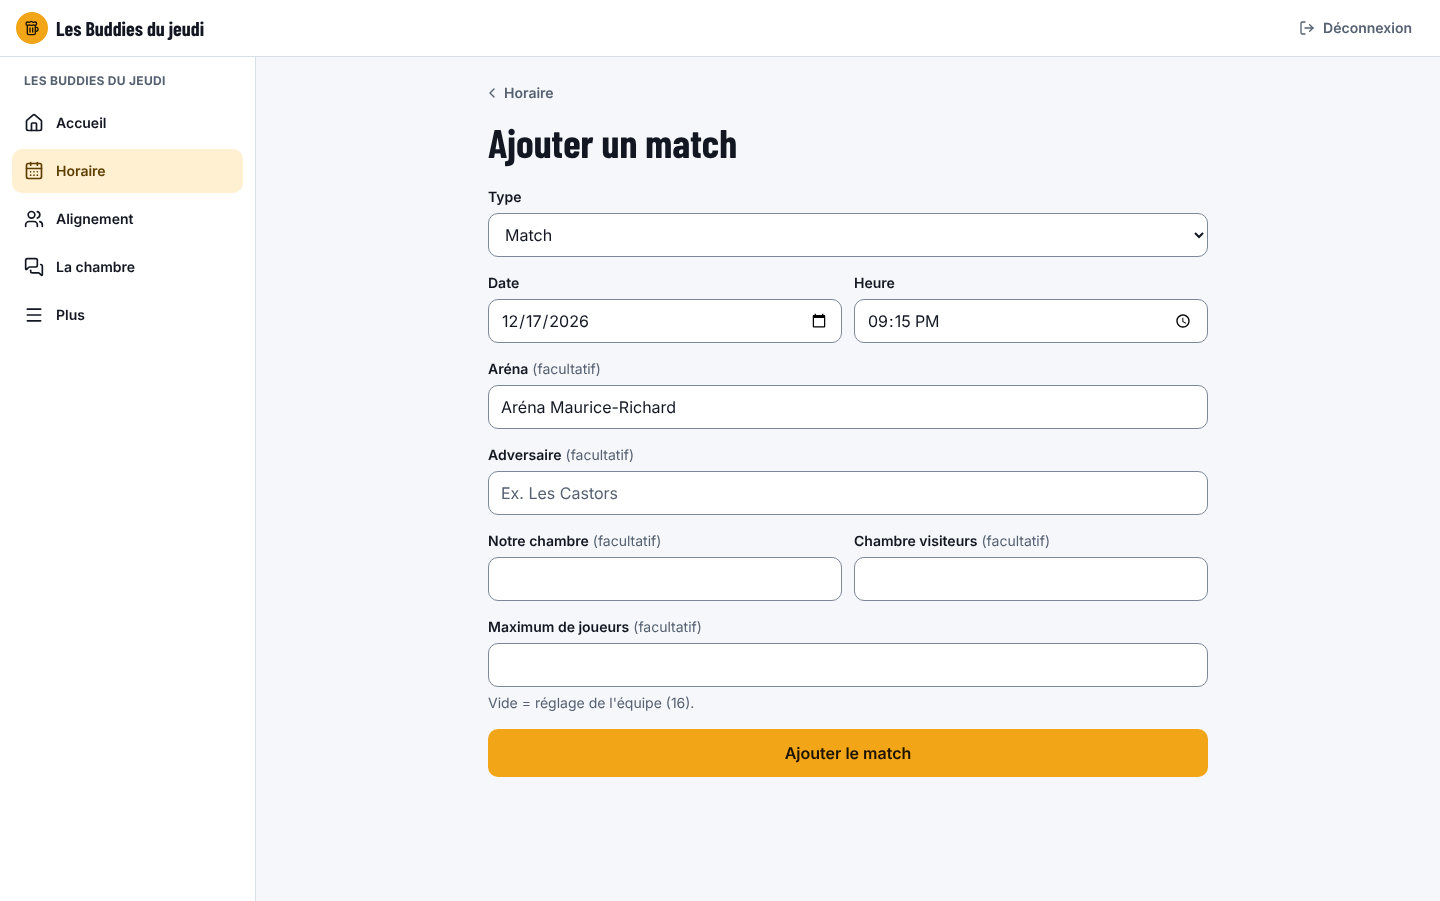 Les Buddies du jeudi
Déconnexion
LES BUDDIES DU JEUDI
Accueil
Horaire
Alignement
La chambre
Plus
Horaire
Ajouter un match
Type
Match
Date
Heure
12/17/2026
09:15 PM
Aréna (facultatif)
Aréna Maurice-Richard
Adversaire (facultatif)
Ex. Les Castors
Notre chambre (facultatif)
Chambre visiteurs (facultatif)
Maximum de joueurs (facultatif)
Vide = réglage de l'équipe (16).
Ajouter le match